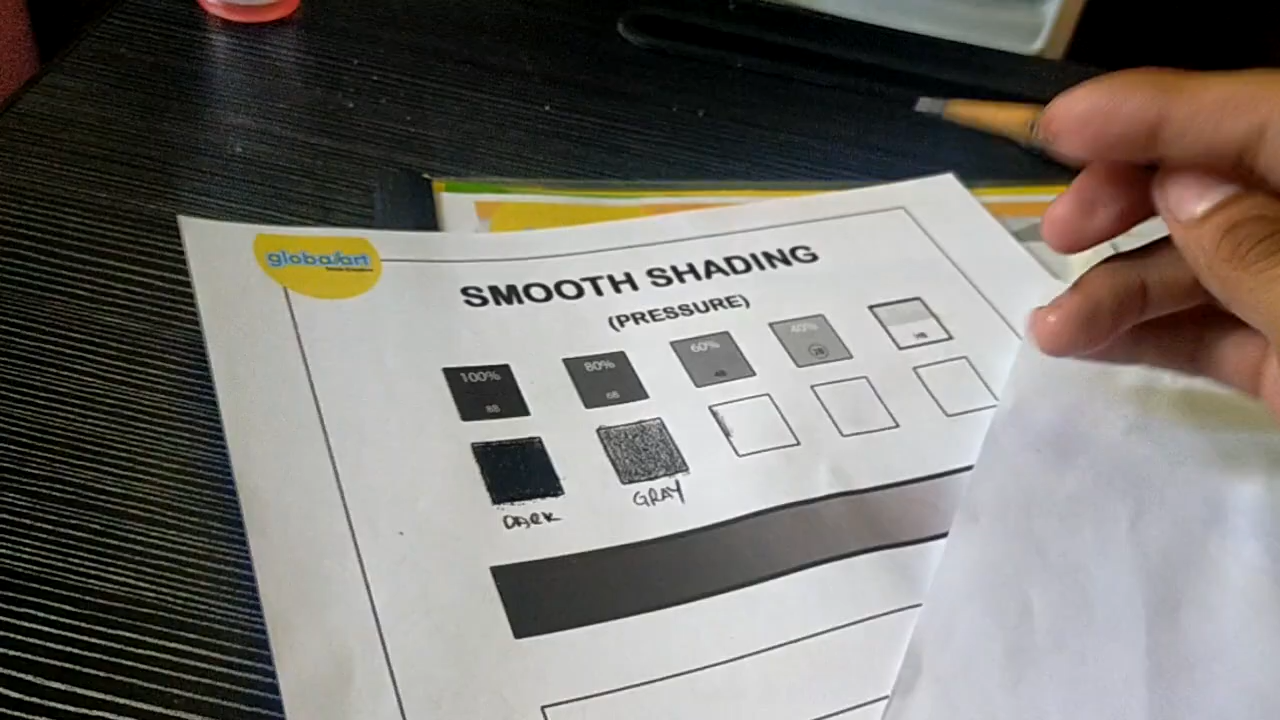 globalart
SMOOTH SHADING
(PRESSURE)
100%
8B
80%
6B
60%
4B
40%
2B
HB
DARK
GRAY